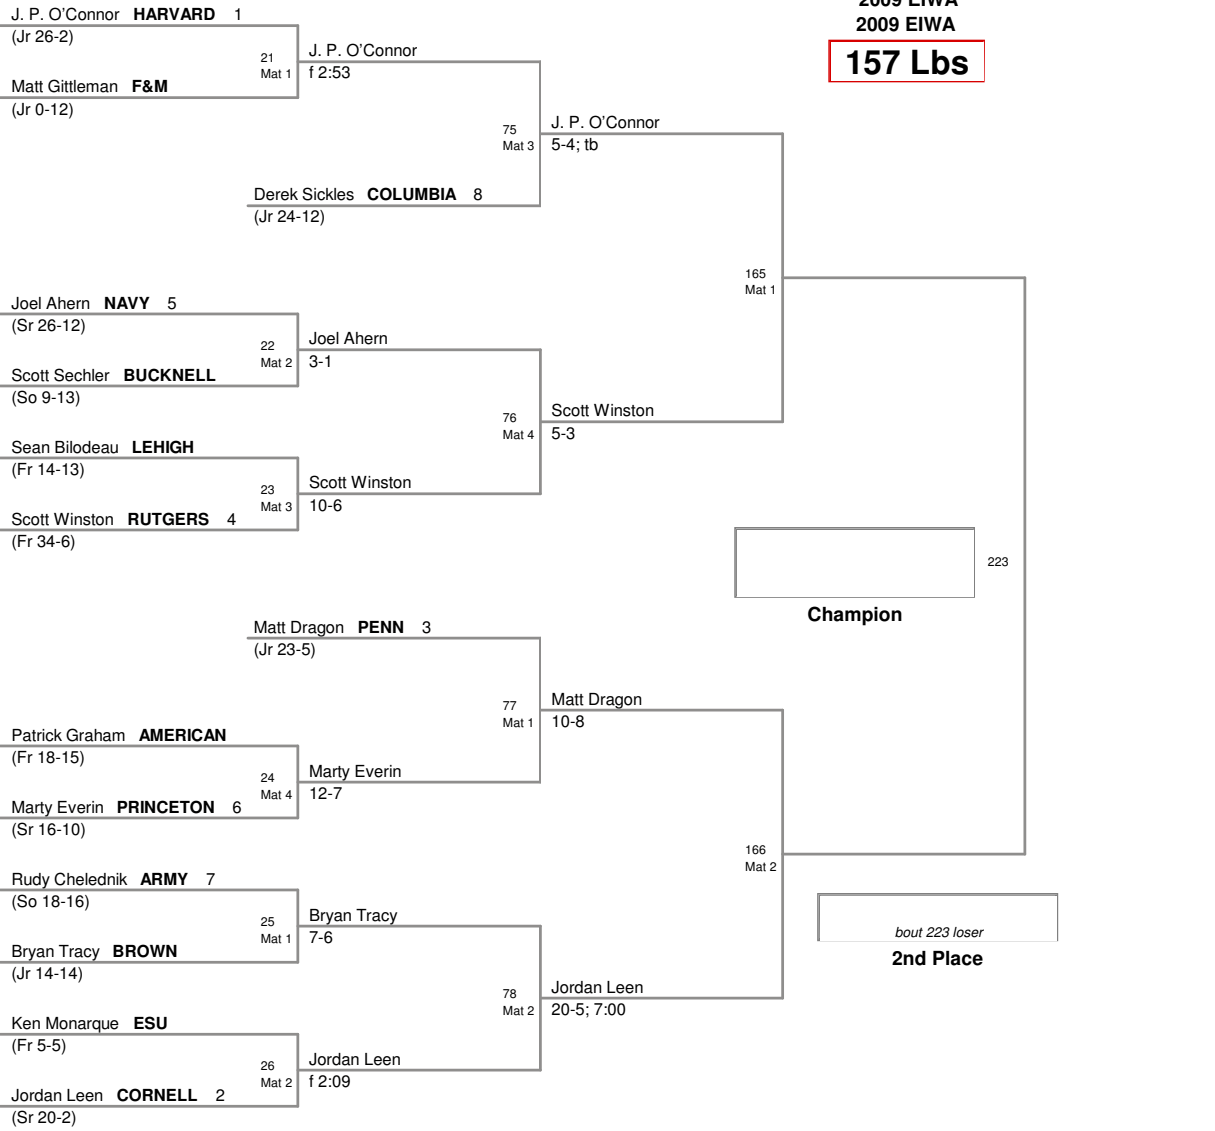 2009 EIWA
2009 EIWA
157 Lbs
J. P. O'Connor HARVARD 1
(Jr 26-2)
21
Mat 1
J. P. O'Connor
f 2:53
Matt Gittleman F&M
(Jr 0-12)
75
Mat 3
J. P. O'Connor
5-4; tb
Derek Sickles COLUMBIA 8
(Jr 24-12)
165
Mat 1
Joel Ahern NAVY 5
(Sr 26-12)
22
Mat 2
Joel Ahern
3-1
Scott Sechler BUCKNELL
(So 9-13)
76
Mat 4
Scott Winston
5-3
Sean Bilodeau LEHIGH
(Fr 14-13)
23
Mat 3
Scott Winston
10-6
Scott Winston RUTGERS 4
(Fr 34-6)
223
Champion
Matt Dragon PENN 3
(Jr 23-5)
77
Mat 1
Matt Dragon
10-8
Patrick Graham AMERICAN
(Fr 18-15)
24
Mat 4
Marty Everin
12-7
Marty Everin PRINCETON 6
(Sr 16-10)
166
Mat 2
Rudy Chelednik ARMY 7
(So 18-16)
25
Mat 1
Bryan Tracy
7-6
Bryan Tracy BROWN
(Jr 14-14)
bout 223 loser
2nd Place
78
Mat 2
Jordan Leen
20-5; 7:00
Ken Monarque ESU
(Fr 5-5)
26
Mat 2
Jordan Leen
f 2:09
Jordan Leen CORNELL 2
(Sr 20-2)